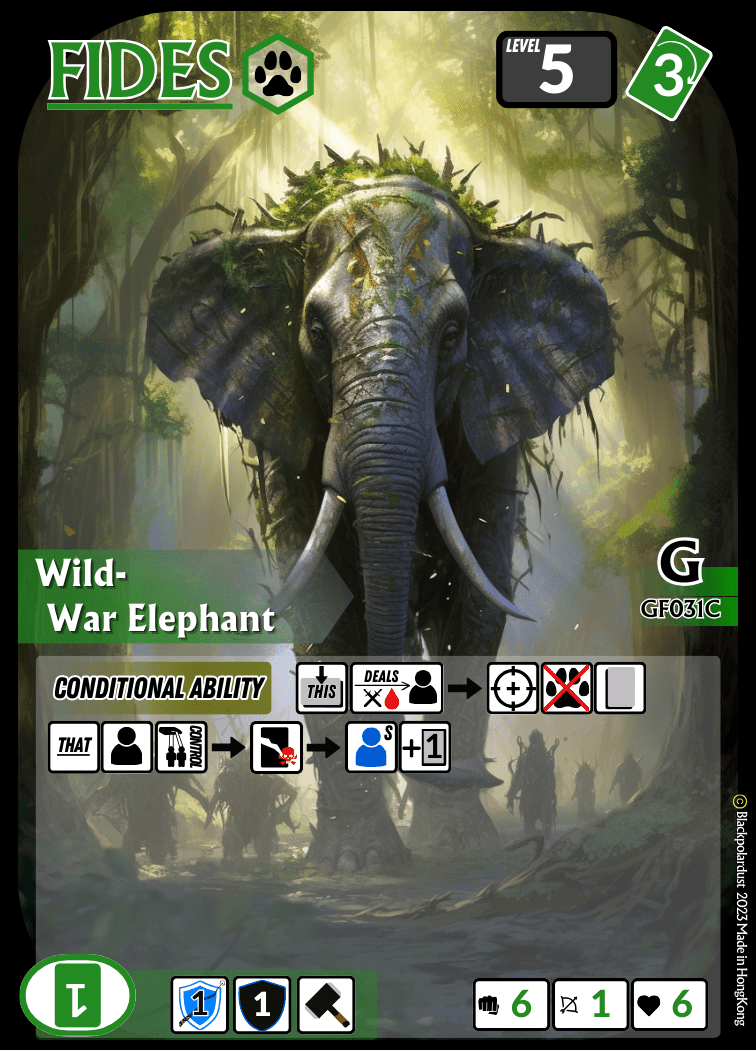 FIDES
LEVEL
5
3
Wild-
War Elephant
G
GF031C
CONDITIONAL ABILITY
THIS
DEALS
THAT
CONTROL
S
+1
© Blackpolardust 2023 Made in HongKong
1
1
1
6
1
6